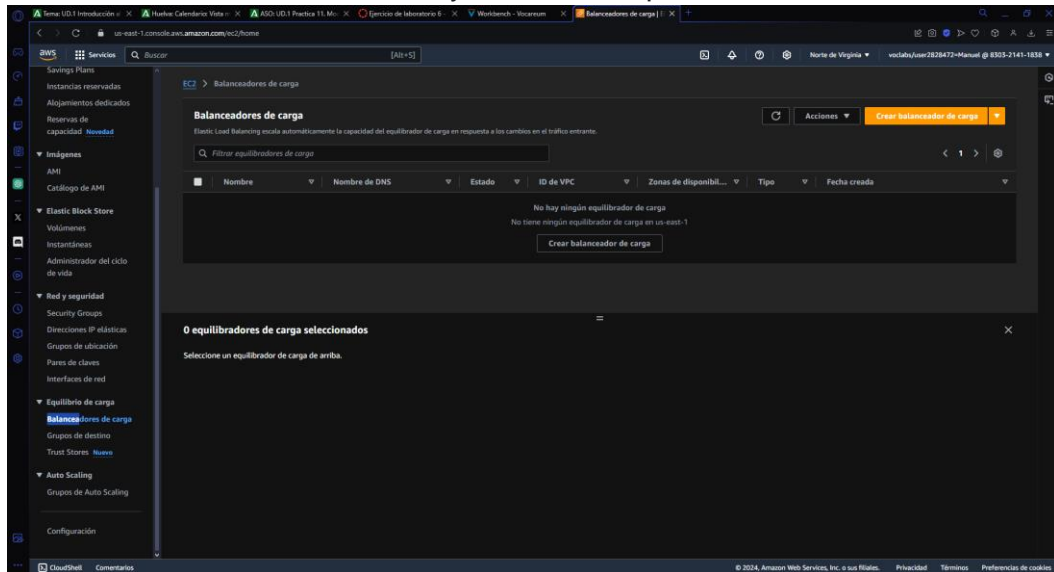 Tema: UD.1 Introducción
Huelva: Calendario: Vista
ASO: UD.1 Practica 11. Mo
Ejercicio de laboratorio 6
Workbench - Vocareum
Balanceadores de carga |
us-east-1.console.aws.amazon.com/ec2/home
aws
Servicios
Buscar
[Alt+S]
Norte de Virginia
voclabs/user2828472=Manuel @ 8303-2141-1838
Savings Plans
Instancias reservadas
Alojamientos dedicados
Reservas de
capacidad Novedad
Imágenes
AMI
Catálogo de AMI
Elastic Block Store
Volúmenes
Instantáneas
Administrador del ciclo
de vida
Red y seguridad
Security Groups
Direcciones IP elásticas
Grupos de ubicación
Pares de claves
Interfaces de red
Equilibrio de carga
Balanceadores de carga
Grupos de destino
Trust Stores Nuevo
Auto Scaling
Grupos de Auto Scaling
Configuración
EC2 > Balanceadores de carga
Balanceadores de carga
Elastic Load Balancing escala automáticamente la capacidad del equilibrador de carga en respuesta a los cambios en el tráfico entrante.
Acciones
Crear balanceador de carga
Filtrar equilibradores de carga
< 1 >
Nombre
Nombre de DNS
Estado
ID de VPC
Zonas de disponibil...
Tipo
Fecha creada
No hay ningún equilibrador de carga
No tiene ningún equilibrador de carga en us-east-1
Crear balanceador de carga
0 equilibradores de carga seleccionados
Seleccione un equilibrador de carga de arriba.
CloudShell
Comentarios
© 2024, Amazon Web Services, Inc. o sus filiales.
Privacidad
Términos
Preferencias de cookies